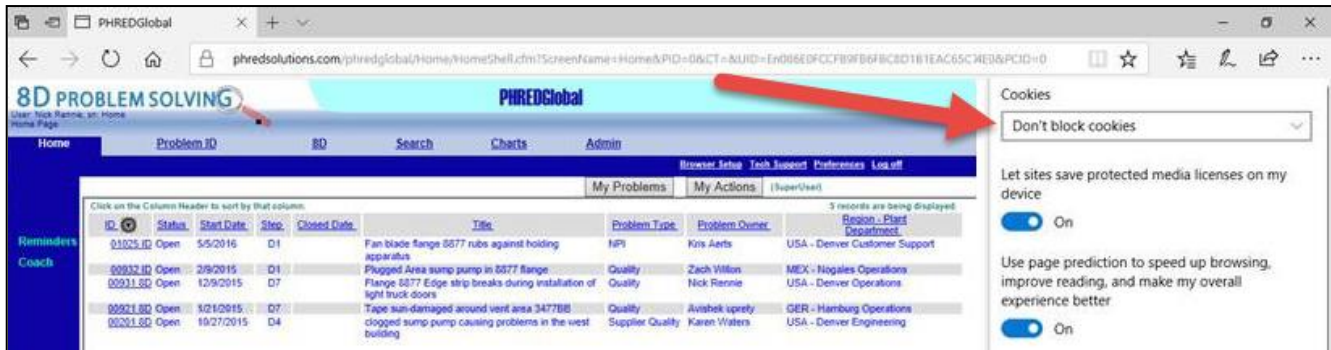 PHREDGlobal
phredsolutions.com/phredglobal/Home/HomeShell.cfm?ScreenName=Home&PID=0&CT=&UID=
8D PROBLEM SOLVING
PHREDGlobal
User: Nick Rennie, sn: Home
Home Page
Home Problem ID 8D Search Charts Admin
Browser Setup Tech Support Preferences Log off
My Problems My Actions (SuperUser)
Click on the Column Header to sort by that column. 5 records are being displayed.
ID Status Start Date Step Closed Date Title Problem Type Problem Owner Region - Plant
Department
Reminders
Coach
01025 ID Open 5/5/2016 D1 Fan blade flange 8877 rubs against holding NPI Kris Aerts USA - Denver Customer Support
apparatus
00932 ID Open 2/9/2015 D1 Plugged Area sump pump in 8877 flange Quality Zach Wilton MEX - Nogales Operations
00931 8D Open 12/9/2015 D7 Flange 8877 Edge strip breaks during installation of Quality Nick Rennie USA - Denver Operations
light truck doors
00921 8D Open 1/21/2015 D7 Tape sun-damaged around vent area 3477BB Quality Avishek uprety GER - Hamburg Operations
00201 8D Open 10/27/2015 D4 clogged sump pump causing problems in the west Supplier Quality Karen Waters USA - Denver Engineering
building
Cookies
Don't block cookies
Let sites save protected media licenses on my
device
On
Use page prediction to speed up browsing,
improve reading, and make my overall
experience better
On